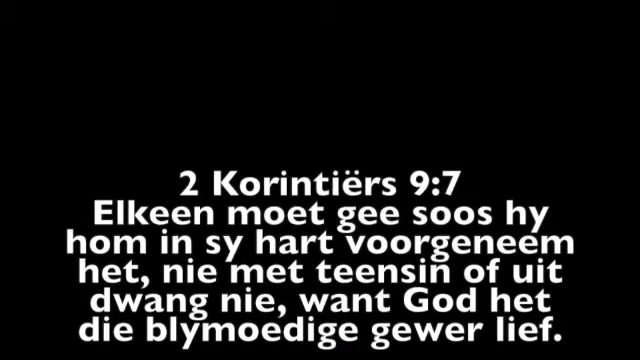 2 Korintiërs 9:7
Elkeen moet gee soos hy
hom in sy hart voorgeneem
het, nie met teensin of uit
dwang nie, want God het
die blymoedige gewer lief.